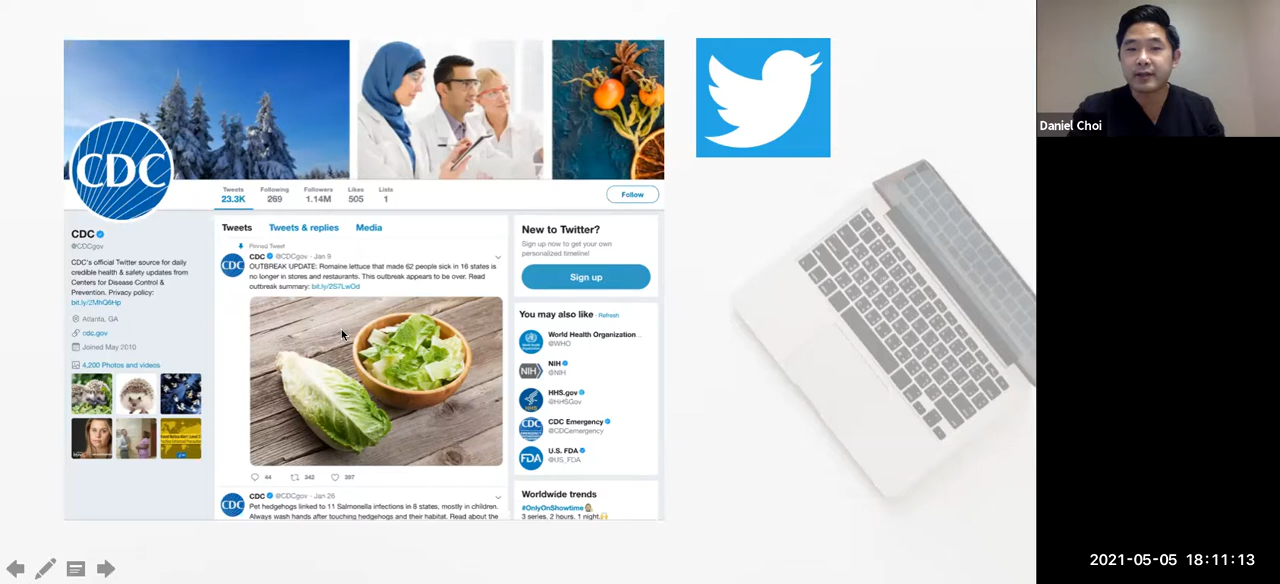 CDC
Tweets
Following
Followers
Likes
Lists
23.3K
269
1.14M
505
1
Follow
CDC
@CDCgov
CDC's official Twitter source for daily
credible health & safety updates from
Centers for Disease Control &
Prevention. Privacy policy:
bit.ly/2MhQ6Hp
Atlanta, GA
cdc.gov
Joined May 2010
4,200 Photos and videos
Tweets
Tweets & replies
Media
Pinned Tweet
CDC @CDCgov · Jan 9
OUTBREAK UPDATE: Romaine lettuce that made 62 people sick in 16 states is
no longer in stores and restaurants. This outbreak appears to be over. Read
outbreak summary: bit.ly/2S7LwOd
CDC
44
342
397
CDC @CDCgov · Jan 26
Pet hedgehogs linked to 11 Salmonella infections in 8 states, mostly in children.
Always wash hands after touching hedgehogs and their habitat. Read about the
CDC
New to Twitter?
Sign up now to get your own
personalized timeline!
Sign up
You may also like · Refresh
World Health Organization...
@WHO
NIH
@NIH
NIH
HHS.gov
@HHSGov
CDC Emergency
@CDCemergency
CDC
U.S. FDA
@US_FDA
FDA
Worldwide trends
#OnlyOnShowtime
3 series. 2 hours. 1 night.
Daniel Choi
2021-05-05 18:11:13